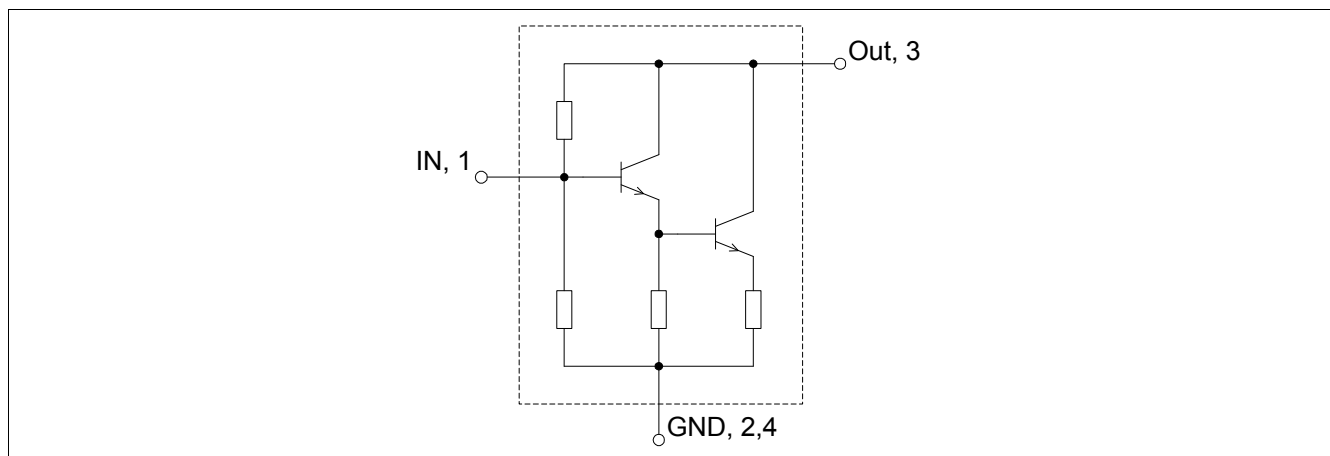 Out, 3
IN, 1
GND, 2,4